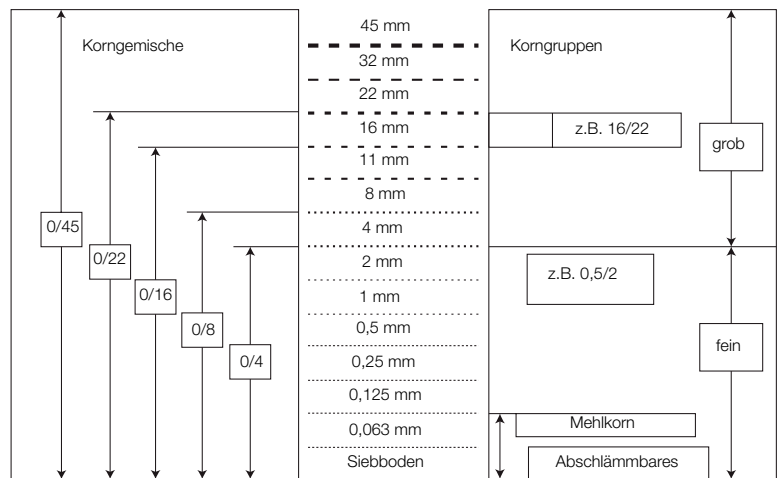 Korngemische
0/45
0/22
0/16
0/8
0/4
45 mm
32 mm
22 mm
16 mm
11 mm
8 mm
4 mm
2 mm
1 mm
0,5 mm
0,25 mm
0,125 mm
0,063 mm
Siebboden
Korngruppen
z.B. 16/22
grob
z.B. 0,5/2
fein
Mehlkorn
Abschlämmbares